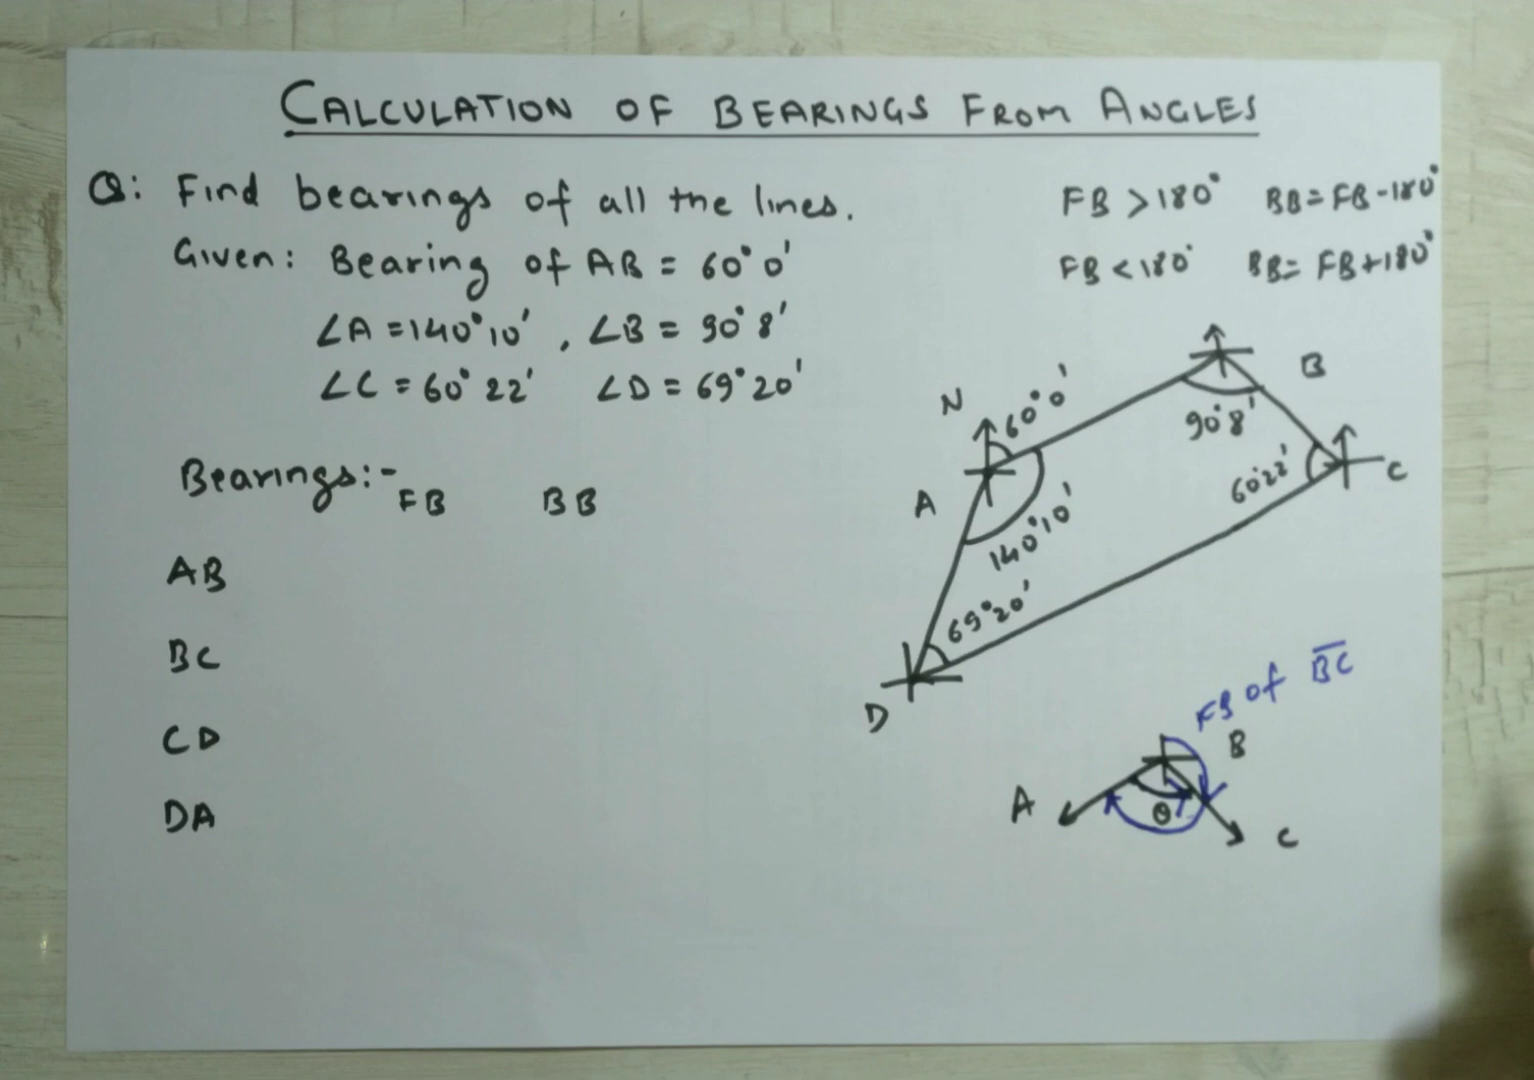 CALCULATION OF BEARINGS FROM ANGLES
Q: Find bearings of all the lines.
Given: Bearing of AB = 60°0'
∠A = 140°10', ∠B = 90°8'
∠C = 60°22' ∠D = 69°20'
FB > 180° BB = FB - 180°
FB < 180° BB = FB + 180°
Bearings:-
FB BB
AB
BC
CD
DA
N
60°0'
B
90°8'
A
140°10'
60°22'
C
69°20'
D
FB of BC
B
A
θ
C